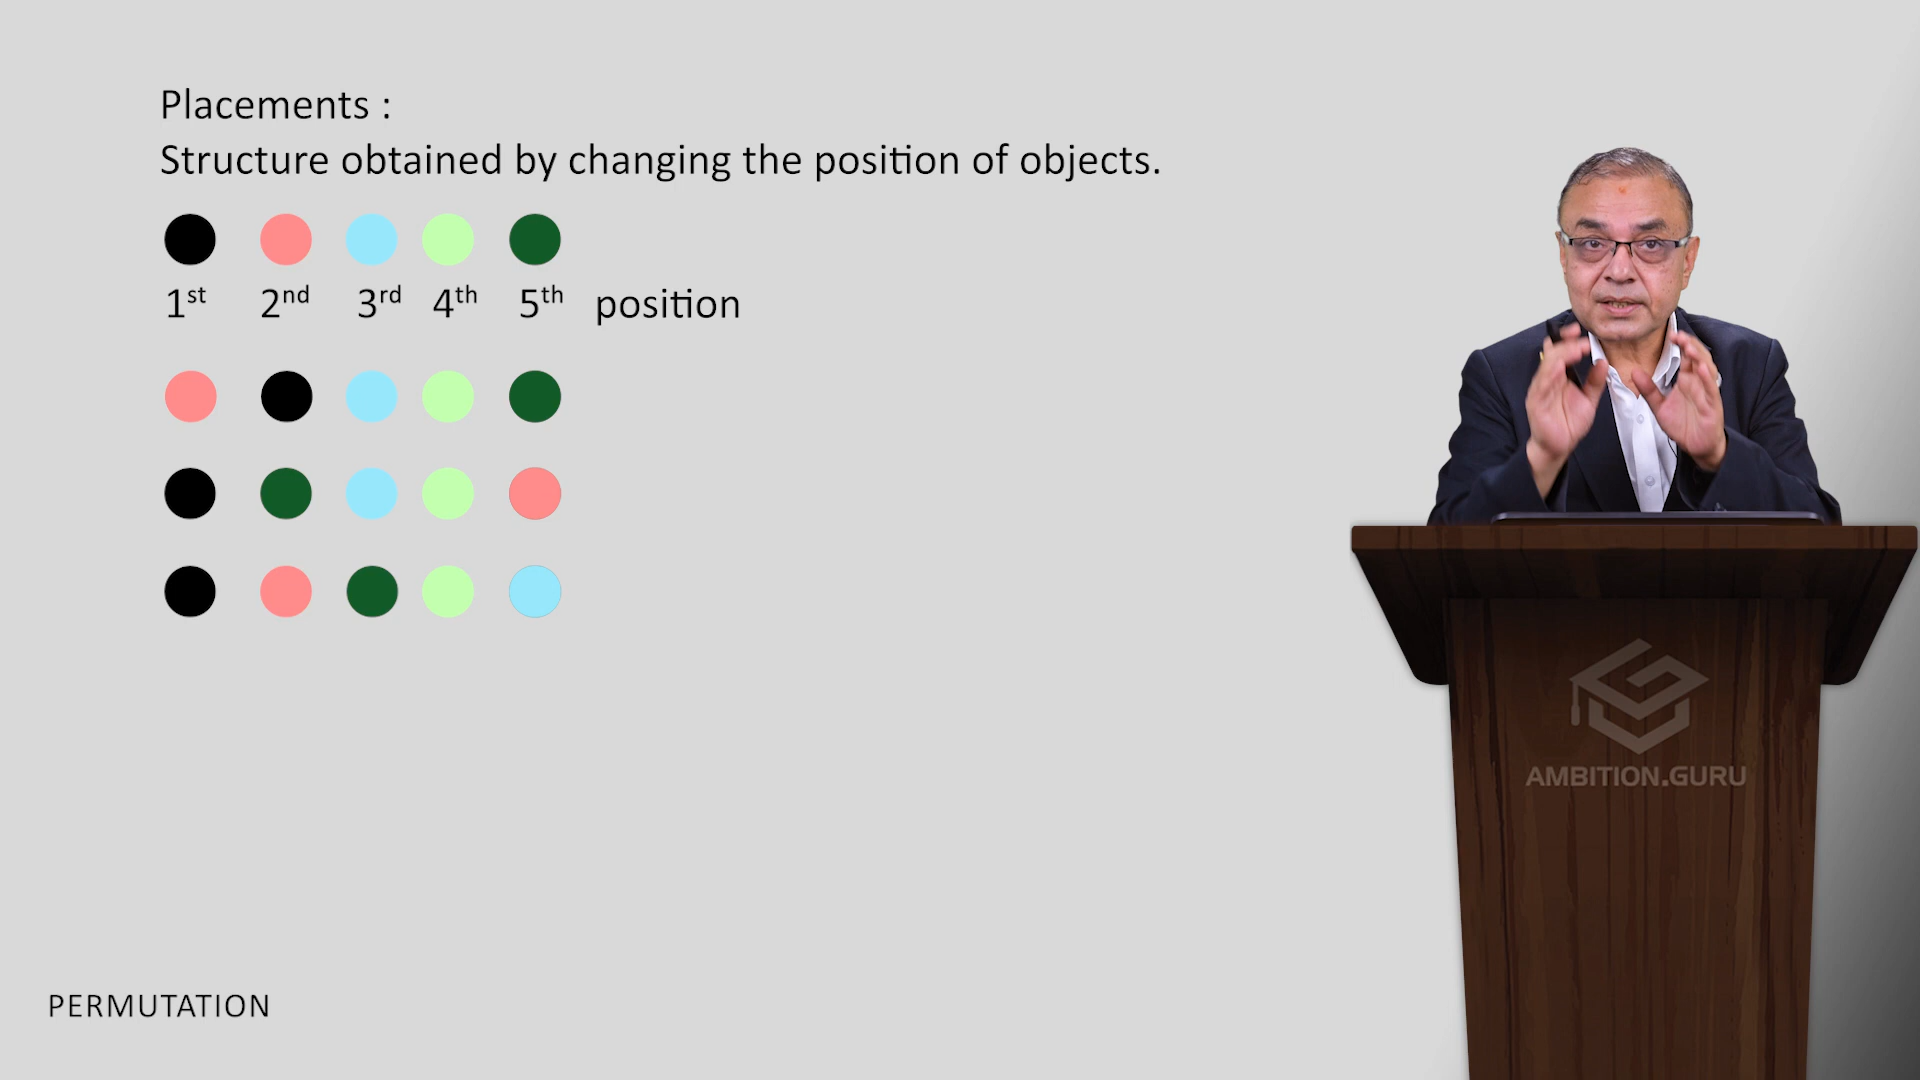 Placements :
Structure obtained by changing the position of objects.
1st 2nd 3rd 4th 5th position
AMBITION.GURU
PERMUTATION